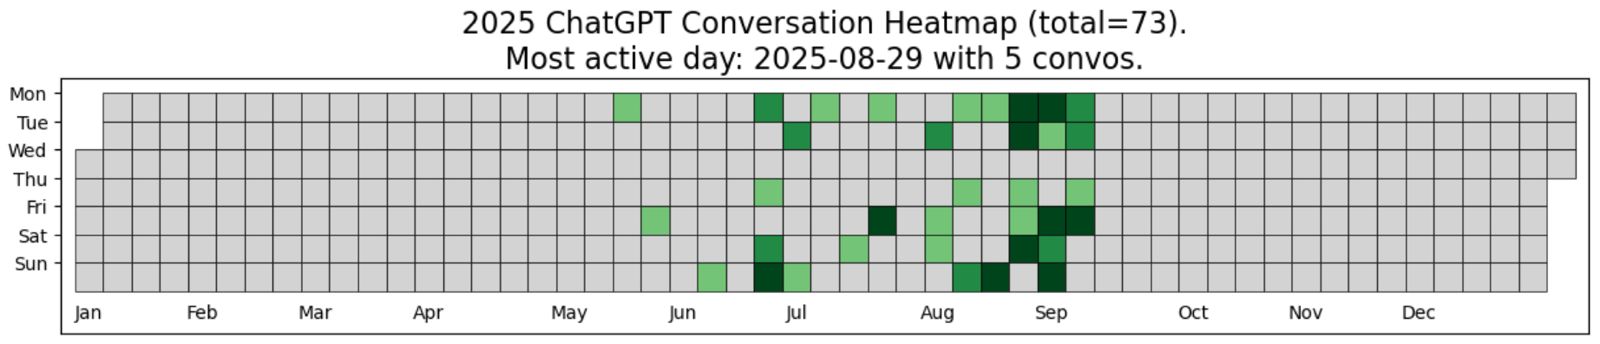 2025 ChatGPT Conversation Heatmap (total=73).
Most active day: 2025-08-29 with 5 convos.
Mon
Tue
Wed
Thu
Fri
Sat
Sun
Jan Feb Mar Apr May Jun Jul Aug Sep Oct Nov Dec